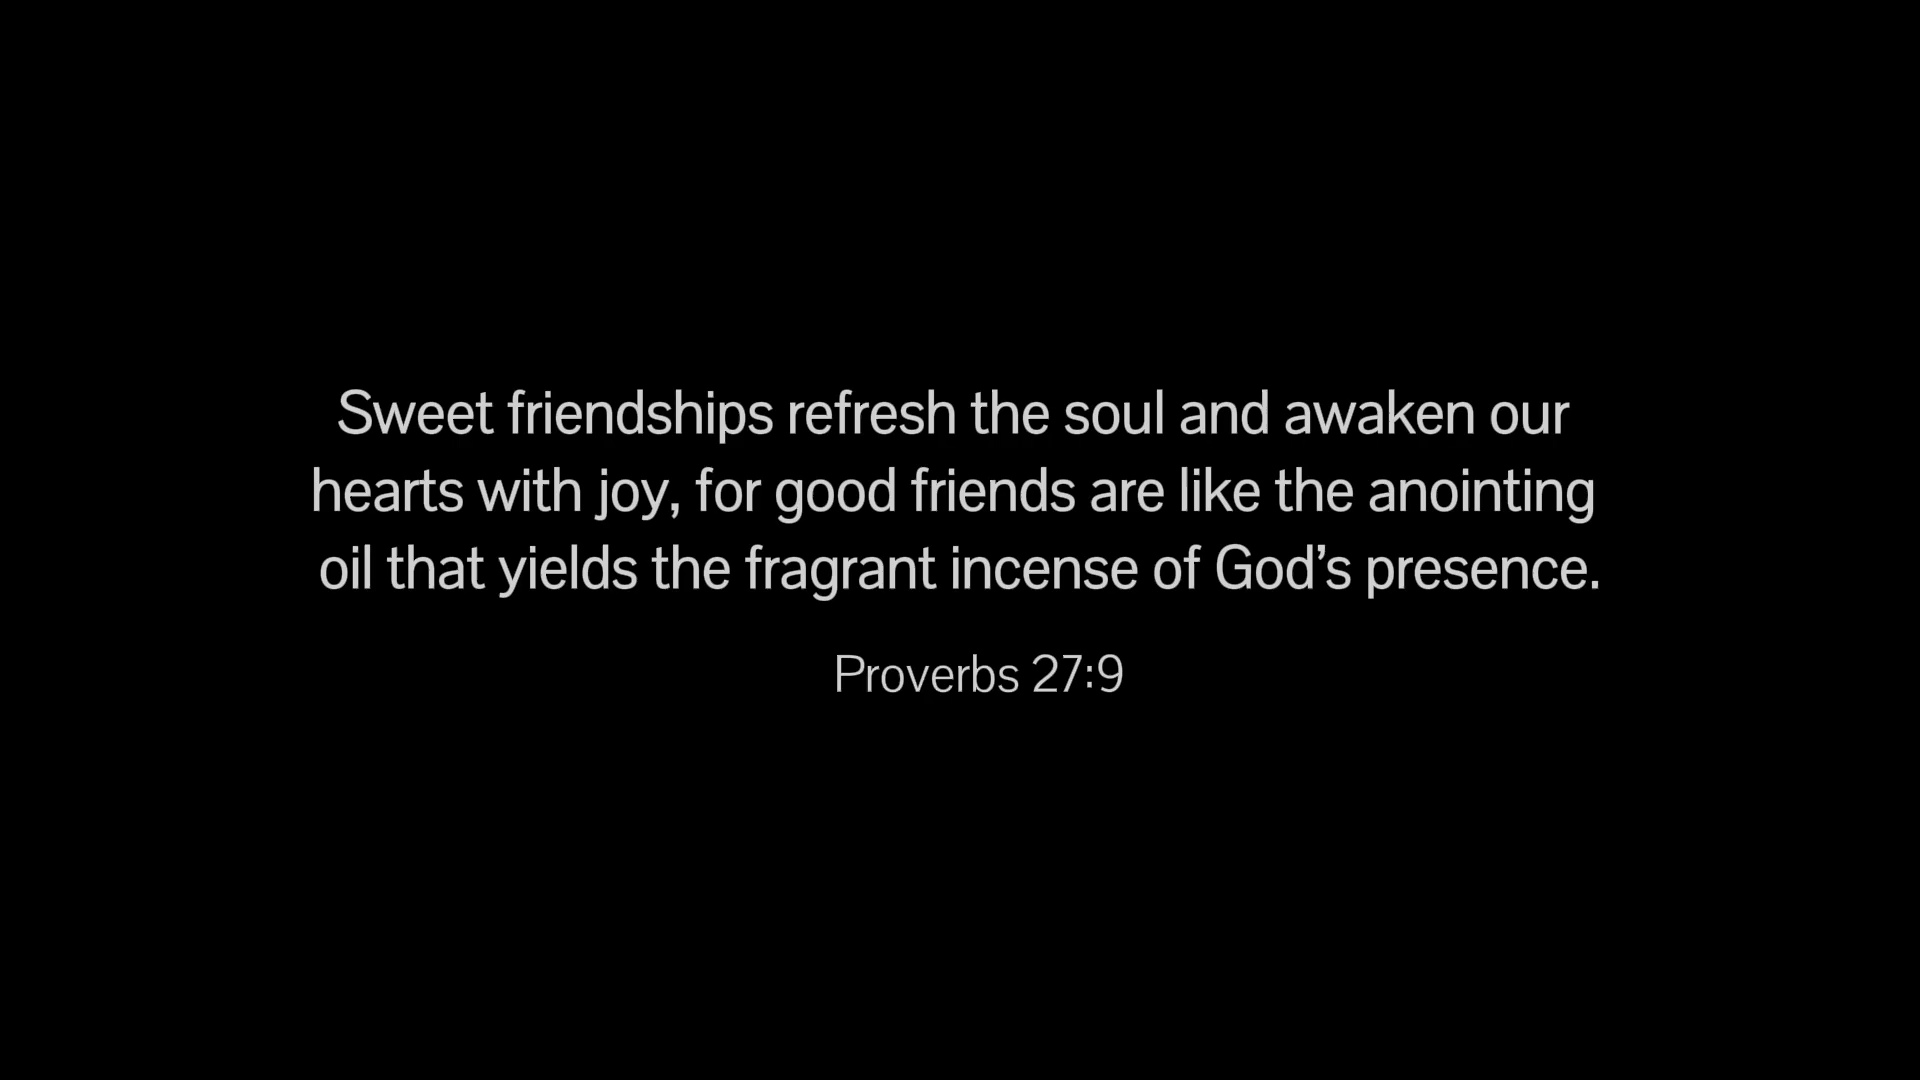 Sweet friendships refresh the soul and awaken our
hearts with joy, for good friends are like the anointing
oil that yields the fragrant incense of God’s presence.
Proverbs 27:9